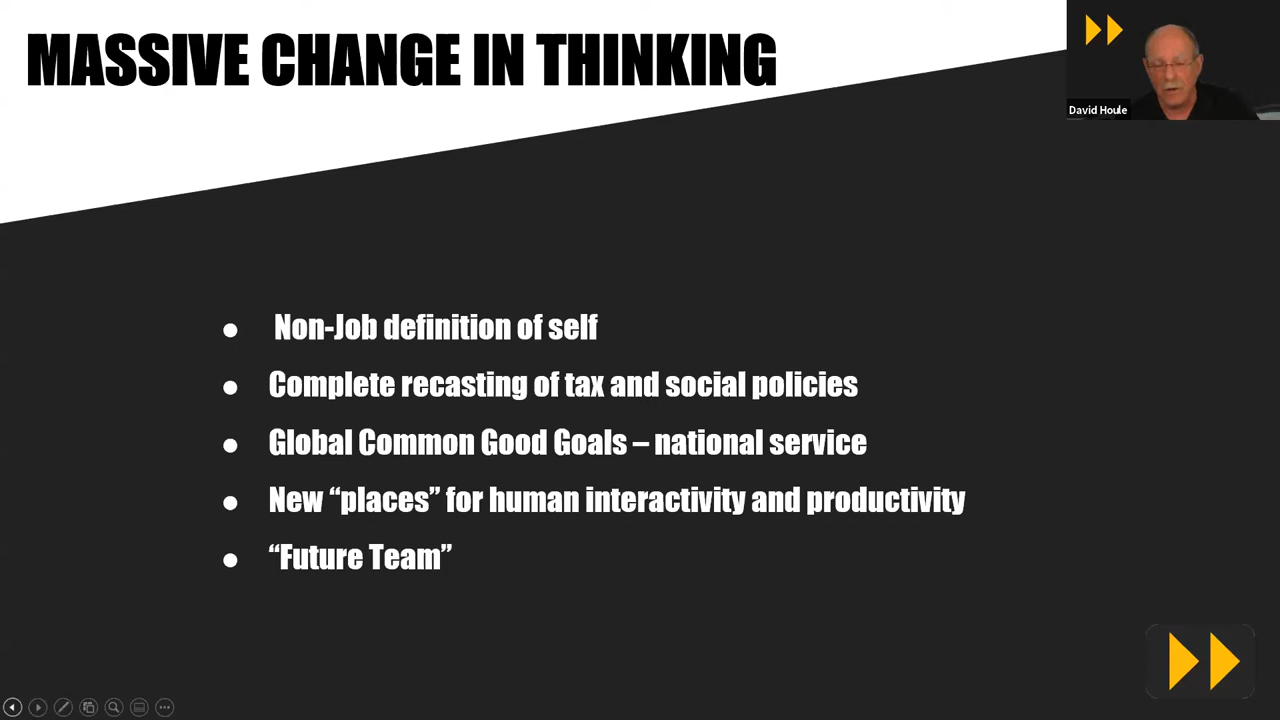 MASSIVE CHANGE IN THINKING
David Houle
● Non-Job definition of self
● Complete recasting of tax and social policies
● Global Common Good Goals – national service
● New “places” for human interactivity and productivity
● “Future Team”